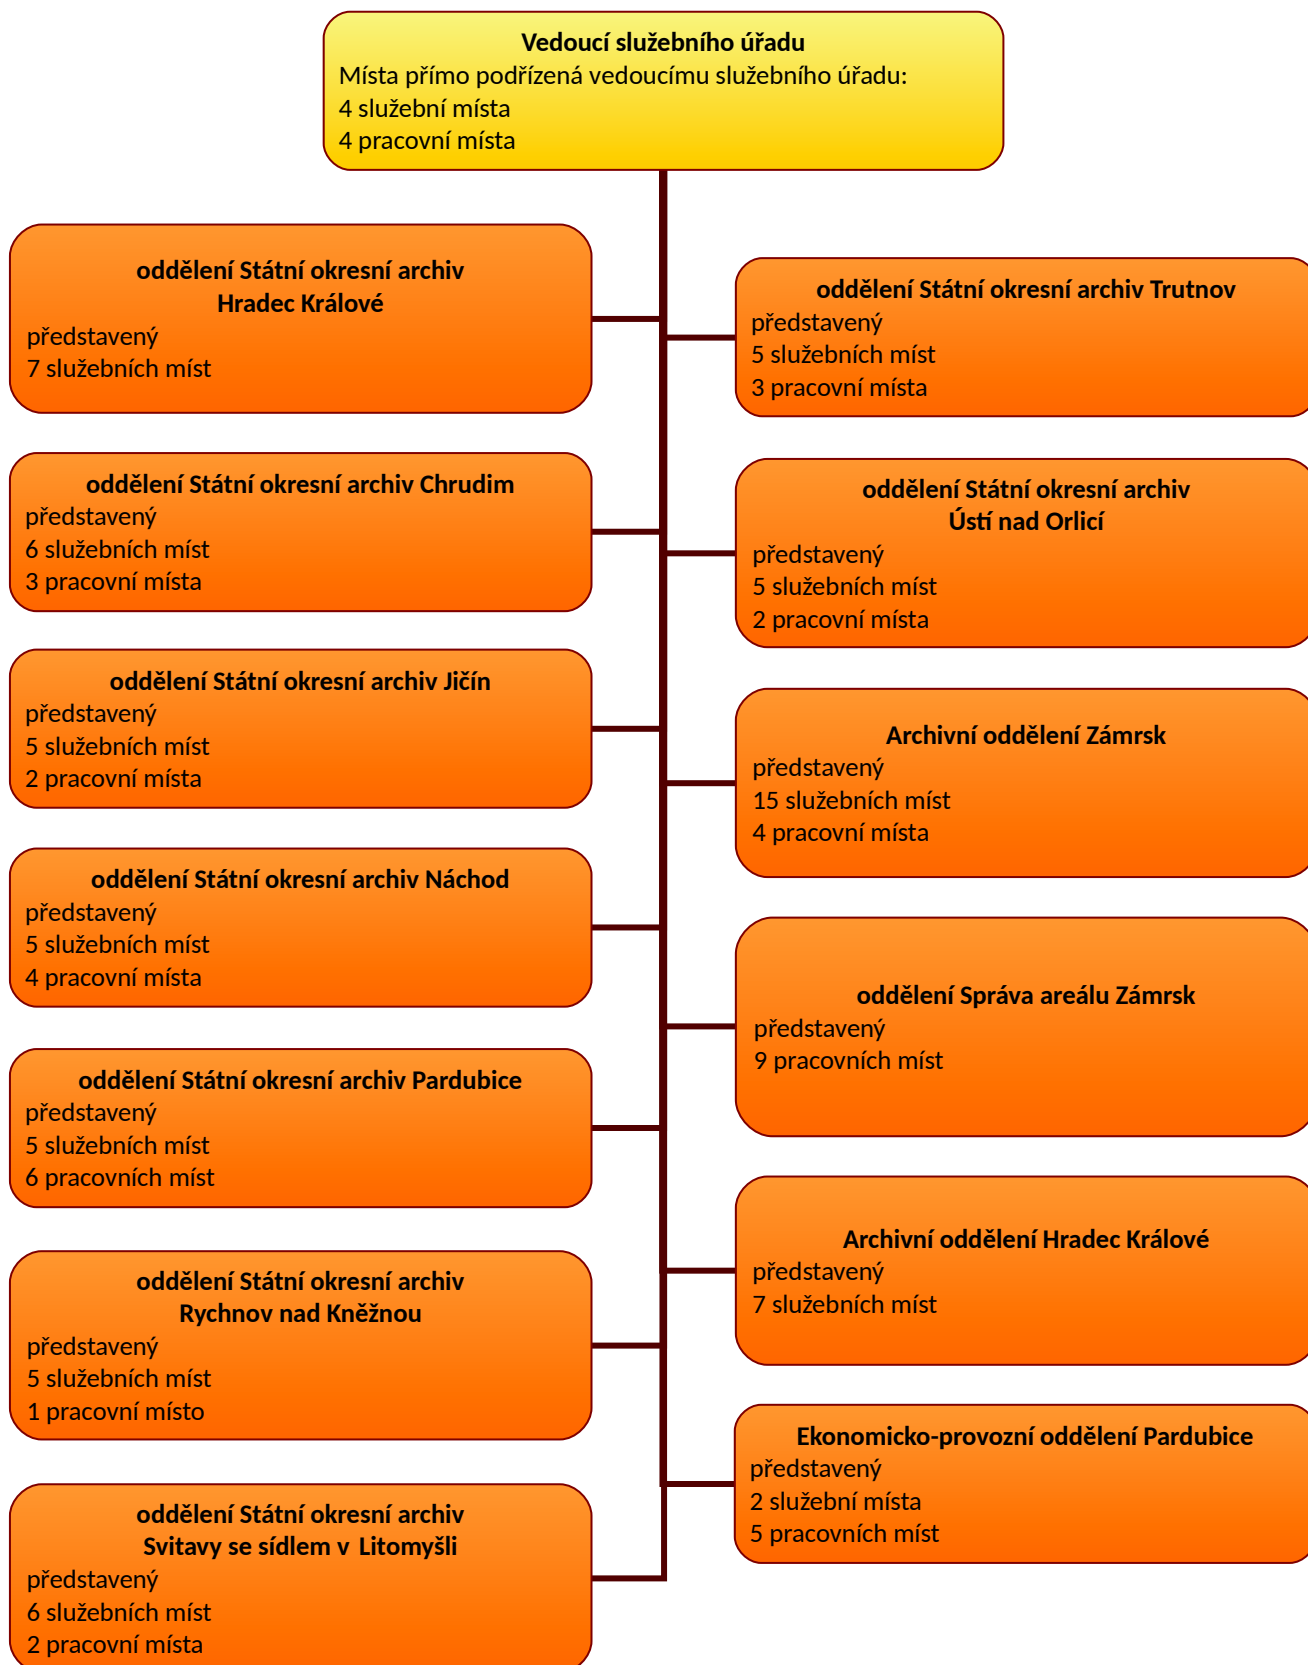 Vedoucí služebního úřadu
Místa přímo podřízená vedoucímu služebního úřadu:
4 služební místa
4 pracovní místa
oddělení Státní okresní archiv
Hradec Králové
představený
7 služebních míst
oddělení Státní okresní archiv Chrudim
představený
6 služebních míst
3 pracovní místa
oddělení Státní okresní archiv Jičín
představený
5 služebních míst
2 pracovní místa
oddělení Státní okresní archiv Náchod
představený
5 služebních míst
4 pracovní místa
oddělení Státní okresní archiv Pardubice
představený
5 služebních míst
6 pracovních míst
oddělení Státní okresní archiv
Rychnov nad Kněžnou
představený
5 služebních míst
1 pracovní místo
oddělení Státní okresní archiv
Svitavy se sídlem v Litomyšli
představený
6 služebních míst
2 pracovní místa
oddělení Státní okresní archiv Trutnov
představený
5 služebních míst
3 pracovní místa
oddělení Státní okresní archiv
Ústí nad Orlicí
představený
5 služebních míst
2 pracovní místa
Archivní oddělení Zámrsk
představený
15 služebních míst
4 pracovní místa
oddělení Správa areálu Zámrsk
představený
9 pracovních míst
Archivní oddělení Hradec Králové
představený
7 služebních míst
Ekonomicko-provozní oddělení Pardubice
představený
2 služební místa
5 pracovních míst